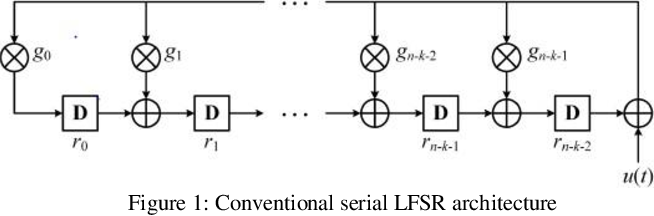 ...
g0 g1 gn-k-2 gn-k-1
D D ... D D
r0 r1 rn-k-1 rn-k-2
u(t)
Figure 1: Conventional serial LFSR architecture